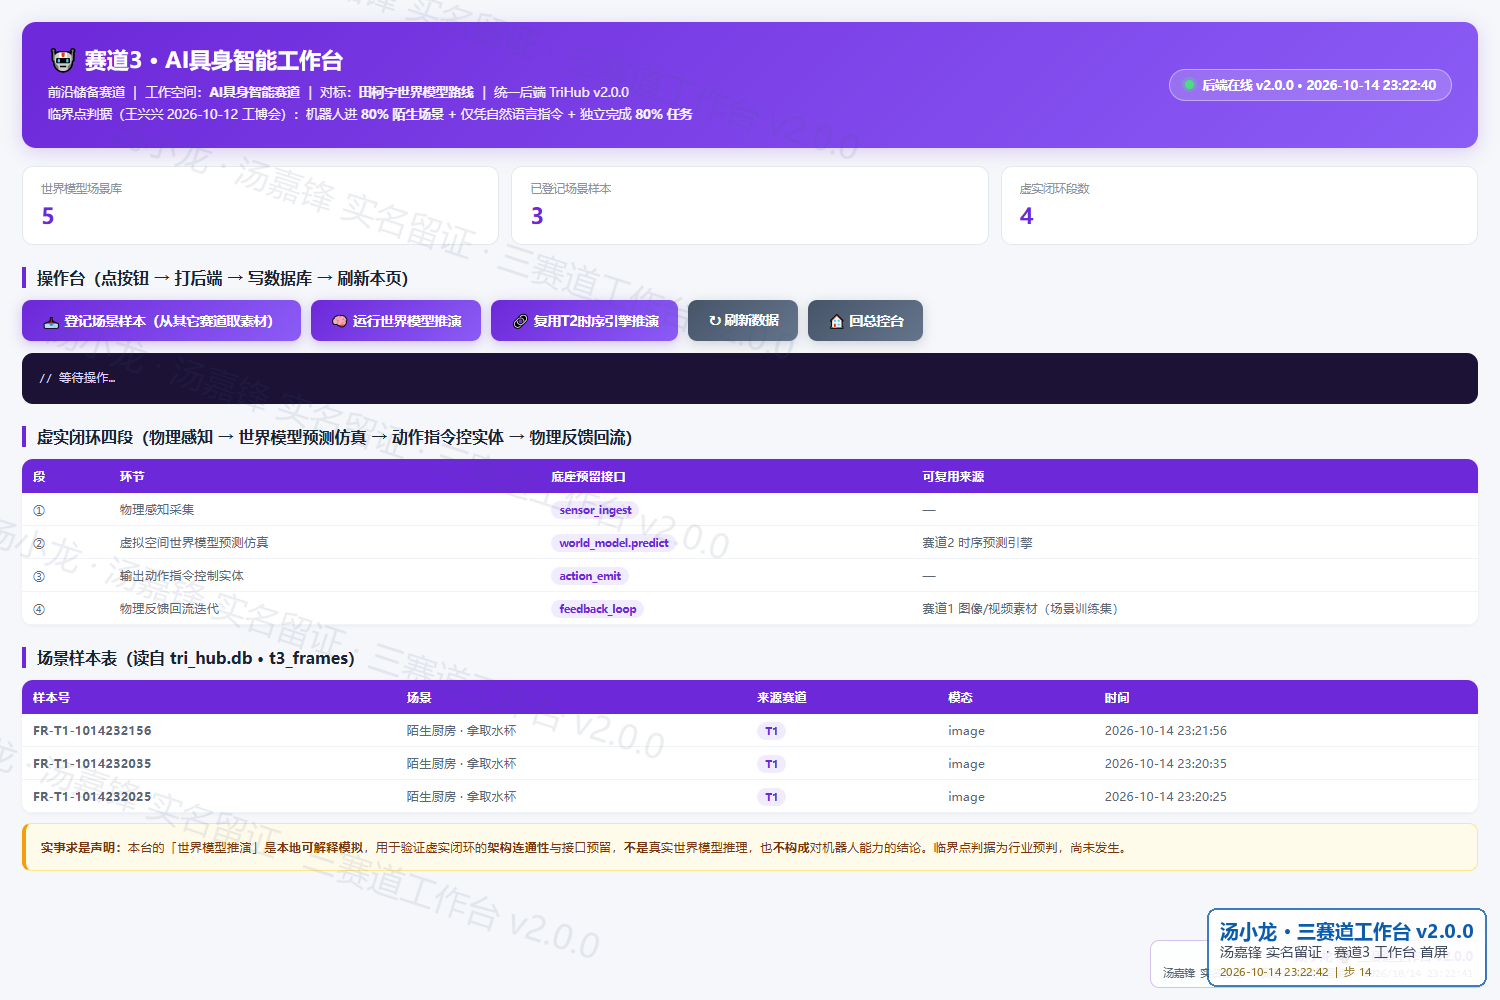 赛道3 • AI具身智能工作台
前沿储备赛道 | 工作空间：AI具身智能赛道 | 对标：田柯宇世界模型路线 | 统一后端 TriHub v2.0.0
临界点判据（王兴兴 2026-10-12 工博会）：机器人进 80% 陌生场景 + 仅凭自然语言指令 + 独立完成 80% 任务
后端在线 v2.0.0 • 2026-10-14 23:22:40
世界模型场景库
5
已登记场景样本
3
虚实闭环段数
4
操作台（点按钮 → 打后端 → 写数据库 → 刷新本页）
登记场景样本（从其它赛道取素材）
运行世界模型推演
复用T2时序引擎推演
↻ 刷新数据
回总控台
// 等待操作…
虚实闭环四段（物理感知 → 世界模型预测仿真 → 动作指令控实体 → 物理反馈回流）
段 环节 底座预留接口 可复用来源
① 物理感知采集 sensor_ingest —
② 虚拟空间世界模型预测仿真 world_model.predict 赛道2 时序预测引擎
③ 输出动作指令控制实体 action_emit —
④ 物理反馈回流迭代 feedback_loop 赛道1 图像/视频素材（场景训练集）
场景样本表（读自 tri_hub.db • t3_frames）
样本号 场景 来源赛道 模态 时间
FR-T1-1014232156 陌生厨房 · 拿取水杯 T1 image 2026-10-14 23:21:56
FR-T1-1014232035 陌生厨房 · 拿取水杯 T1 image 2026-10-14 23:20:35
FR-T1-1014232025 陌生厨房 · 拿取水杯 T1 image 2026-10-14 23:20:25
实事求是声明：本台的「世界模型推演」是本地可解释模拟，用于验证虚实闭环的架构连通性与接口预留，不是真实世界模型推理，也不构成对机器人能力的结论。临界点判据为行业预判，尚未发生。
汤小龙 · 三赛道工作台 v2.0.0
汤嘉锋 实名留证 · 赛道3 工作台 首屏
2026-10-14 23:22:42 | 步 14
汤嘉锋
汤小龙 · 汤嘉锋 实名留证 · 三赛道工作台 v2.0.0